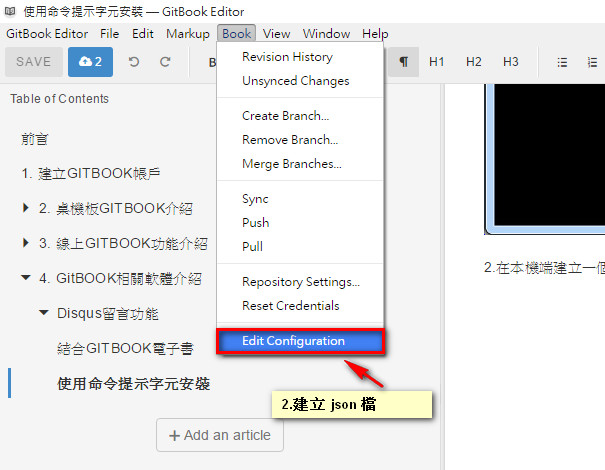 使用命令提示字元安裝 — GitBook Editor
GitBook Editor File Edit Markup Book View Window Help
SAVE 2 B ¶ H1 H2 H3
Revision History
Unsynced Changes
Create Branch...
Remove Branch...
Merge Branches...
Sync
Push
Pull
Repository Settings...
Reset Credentials
Edit Configuration
Table of Contents
前言
1. 建立GITBOOK帳戶
2. 桌機板GITBOOK介紹
3. 線上GITBOOK功能介紹
4. GitBOOK相關軟體介紹
Disqus留言功能
結合GITBOOK電子書
使用命令提示字元安裝
+ Add an article
2.建立 json 檔
2.在本機端建立一個